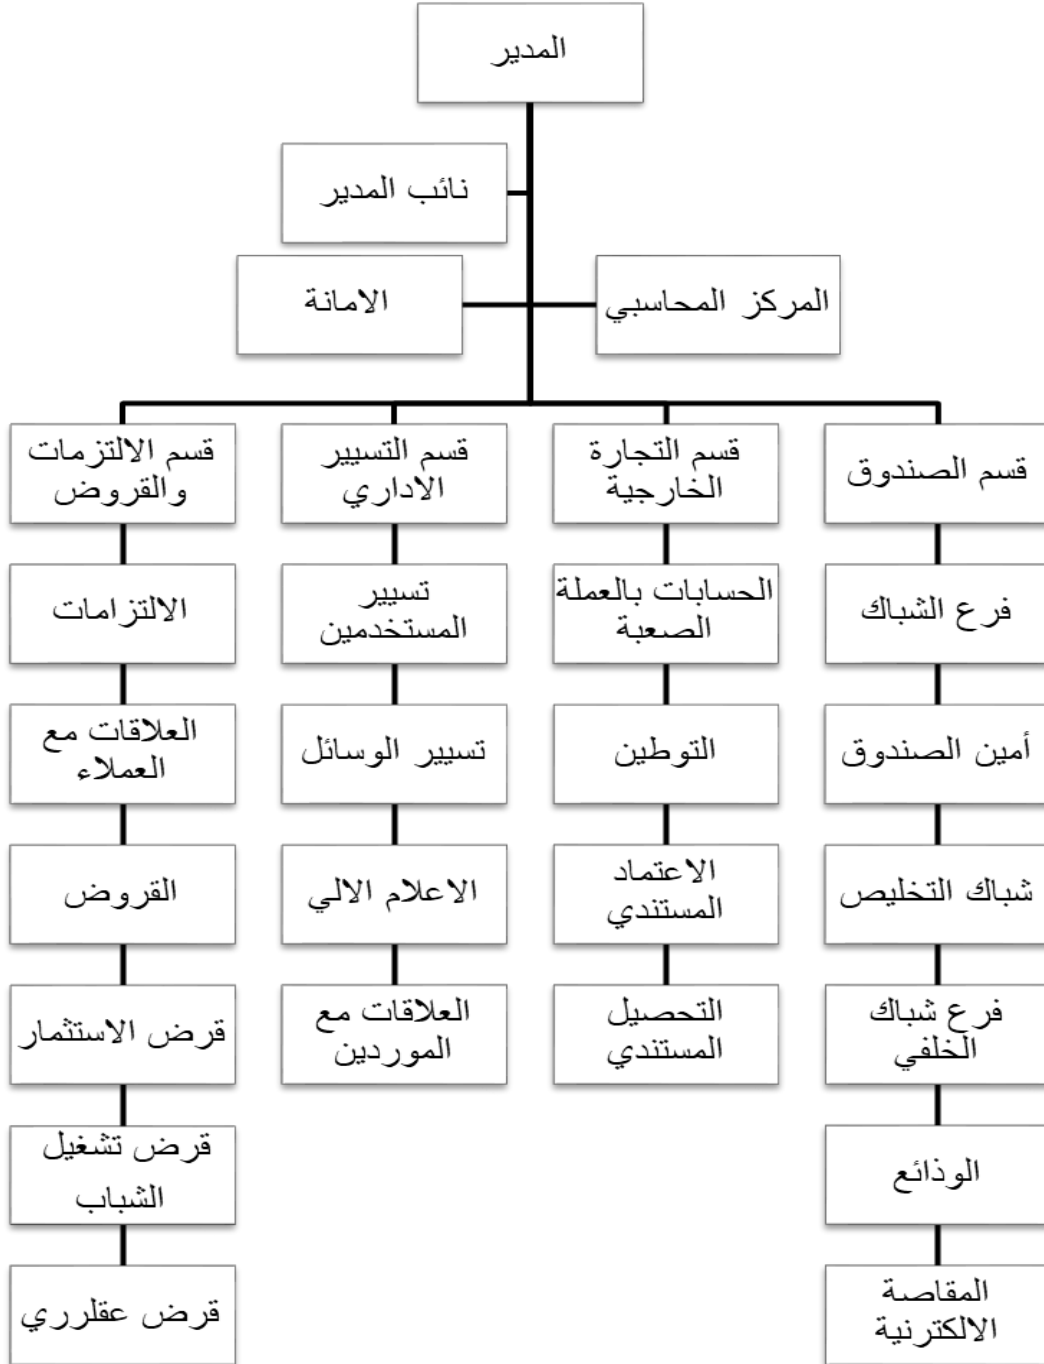 المدير
نائب المدير
المركز المحاسبي
الامانة
قسم الصندوق
قسم التجارة
الخارجية
قسم التسيير
الاداري
قسم الالتزمات
والقروض
فرع الشباك
الحسابات بالعملة
الصعبة
تسيير
المستخدمين
الالتزامات
أمين الصندوق
التوطين
تسيير الوسائل
العلاقات مع
العملاء
شباك التخليص
الاعتماد
المستندي
الاعلام الالي
القروض
فرع شباك
الخلفي
التحصيل
المستندي
العلاقات مع
الموردين
قرض الاستثمار
الوذائع
قرض تشغيل
الشباب
المقاصة
الالكترنية
قرض عقلرري